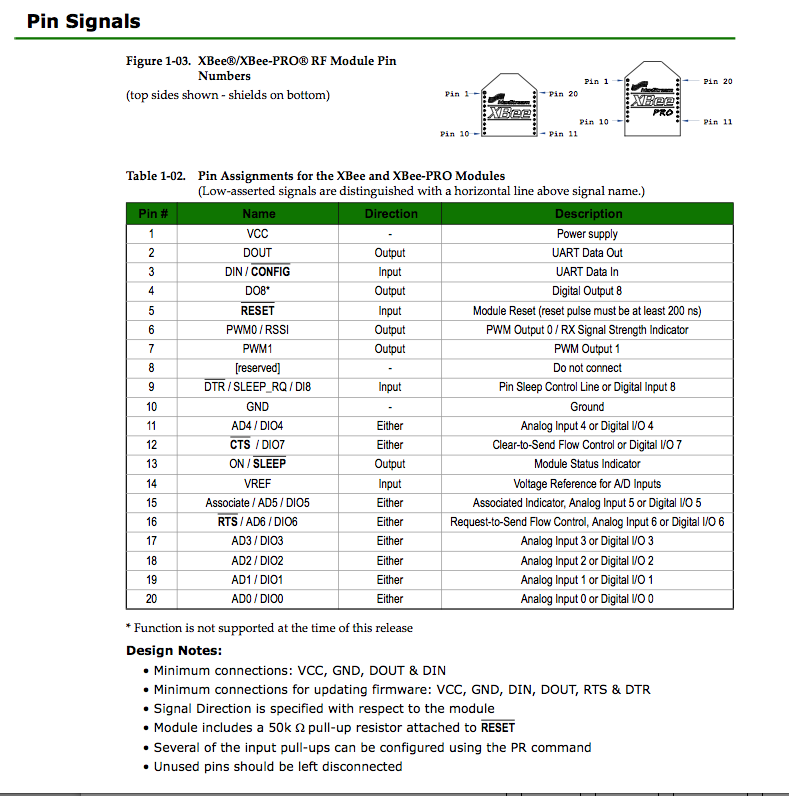 Pin Signals
Figure 1-03. XBee®/XBee-PRO® RF Module Pin
Numbers
(top sides shown - shields on bottom)
Pin 1
Pin 20
Pin 10
Pin 11
XBee
Pin 1
Pin 20
Pin 10
Pin 11
XBee
PRO
Table 1-02. Pin Assignments for the XBee and XBee-PRO Modules
(Low-asserted signals are distinguished with a horizontal line above signal name.)
Pin # Name Direction Description
1 VCC - Power supply
2 DOUT Output UART Data Out
3 DIN / CONFIG Input UART Data In
4 DO8* Output Digital Output 8
5 RESET Input Module Reset (reset pulse must be at least 200 ns)
6 PWM0 / RSSI Output PWM Output 0 / RX Signal Strength Indicator
7 PWM1 Output PWM Output 1
8 [reserved] - Do not connect
9 DTR / SLEEP_RQ / DI8 Input Pin Sleep Control Line or Digital Input 8
10 GND - Ground
11 AD4 / DIO4 Either Analog Input 4 or Digital I/O 4
12 CTS / DIO7 Either Clear-to-Send Flow Control or Digital I/O 7
13 ON / SLEEP Output Module Status Indicator
14 VREF Input Voltage Reference for A/D Inputs
15 Associate / AD5 / DIO5 Either Associated Indicator, Analog Input 5 or Digital I/O 5
16 RTS / AD6 / DIO6 Either Request-to-Send Flow Control, Analog Input 6 or Digital I/O 6
17 AD3 / DIO3 Either Analog Input 3 or Digital I/O 3
18 AD2 / DIO2 Either Analog Input 2 or Digital I/O 2
19 AD1 / DIO1 Either Analog Input 1 or Digital I/O 1
20 AD0 / DIO0 Either Analog Input 0 or Digital I/O 0
* Function is not supported at the time of this release
Design Notes:
• Minimum connections: VCC, GND, DOUT & DIN
• Minimum connections for updating firmware: VCC, GND, DIN, DOUT, RTS & DTR
• Signal Direction is specified with respect to the module
• Module includes a 50k Ω pull-up resistor attached to RESET
• Several of the input pull-ups can be configured using the PR command
• Unused pins should be left disconnected